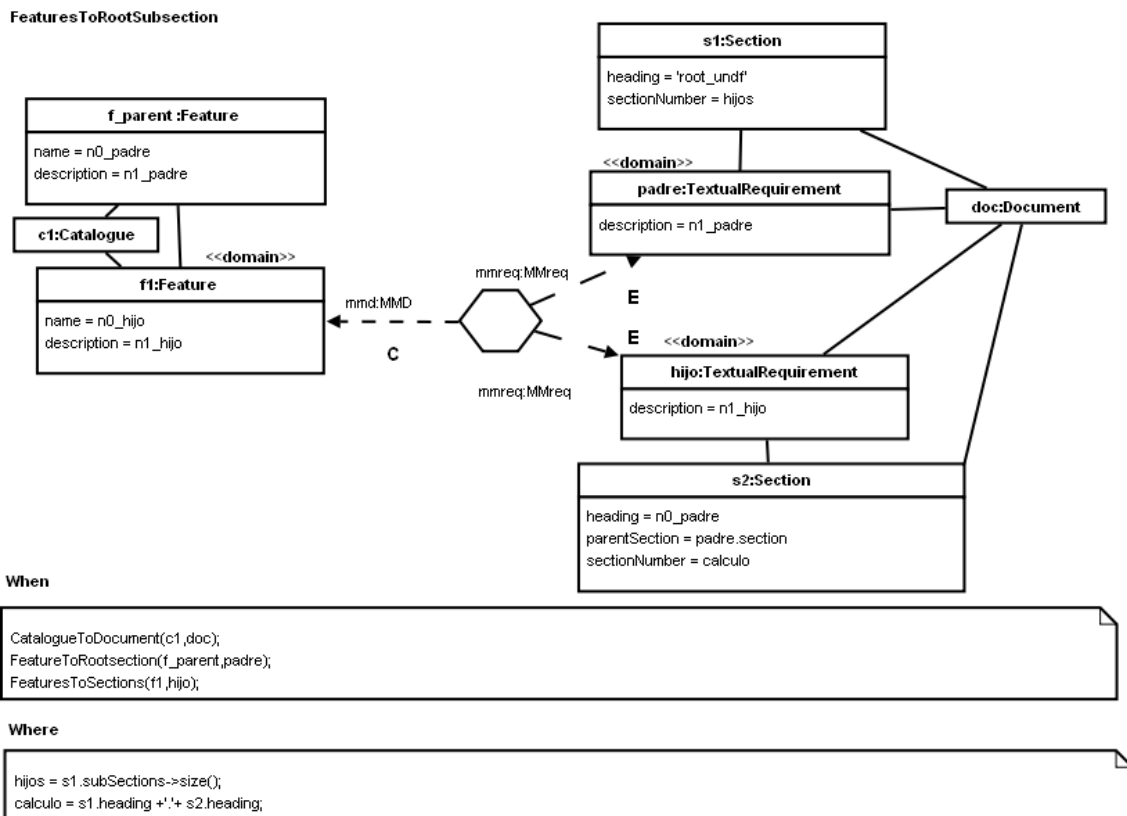 FeaturesToRootSubsection
s1:Section
heading = 'root_undf'
sectionNumber = hijos
f_parent :Feature
name = n0_padre
description = n1_padre
<<domain>>
padre:TextualRequirement
description = n1_padre
doc:Document
c1:Catalogue
<<domain>>
f1:Feature
name = n0_hijo
description = n1_hijo
mmd:MMD
C
mmreq:MMreq
E
E
mmreq:MMreq
<<domain>>
hijo:TextualRequirement
description = n1_hijo
s2:Section
heading = n0_padre
parentSection = padre.section
sectionNumber = calculo
When
CatalogueToDocument(c1,doc);
FeatureToRootsection(f_parent,padre);
FeaturesToSections(f1,hijo);
Where
hijos = s1.subSections->size();
calculo = s1.heading +'.'+ s2.heading;